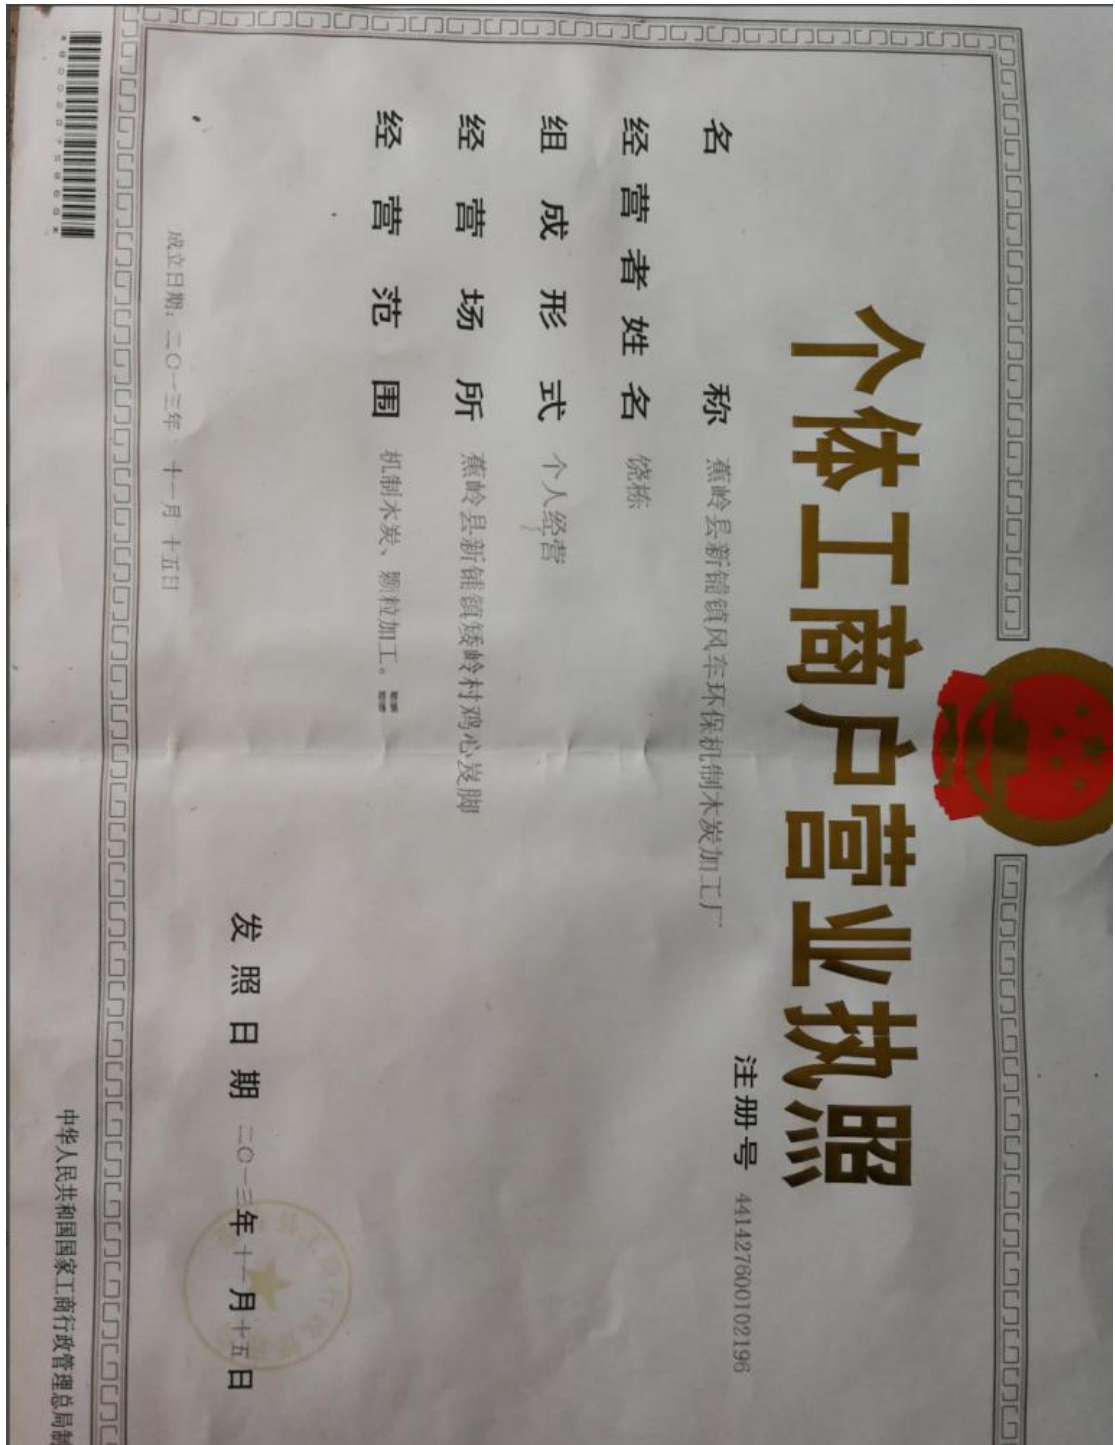 个体工商户营业执照
注册号 441427600102196
名称 蕉岭县新铺镇风车环保机制木炭加工厂
经营者姓名 饶栋
组成形式 个人经营
经营场所 蕉岭县新铺镇矮岭村鸡心岌脚
经营范围 机制木炭、颗粒加工。
发照日期 二〇一三年十一月十五日
成立日期: 二〇一三年 十一月 十五日
中华人民共和国国家工商行政管理总局制